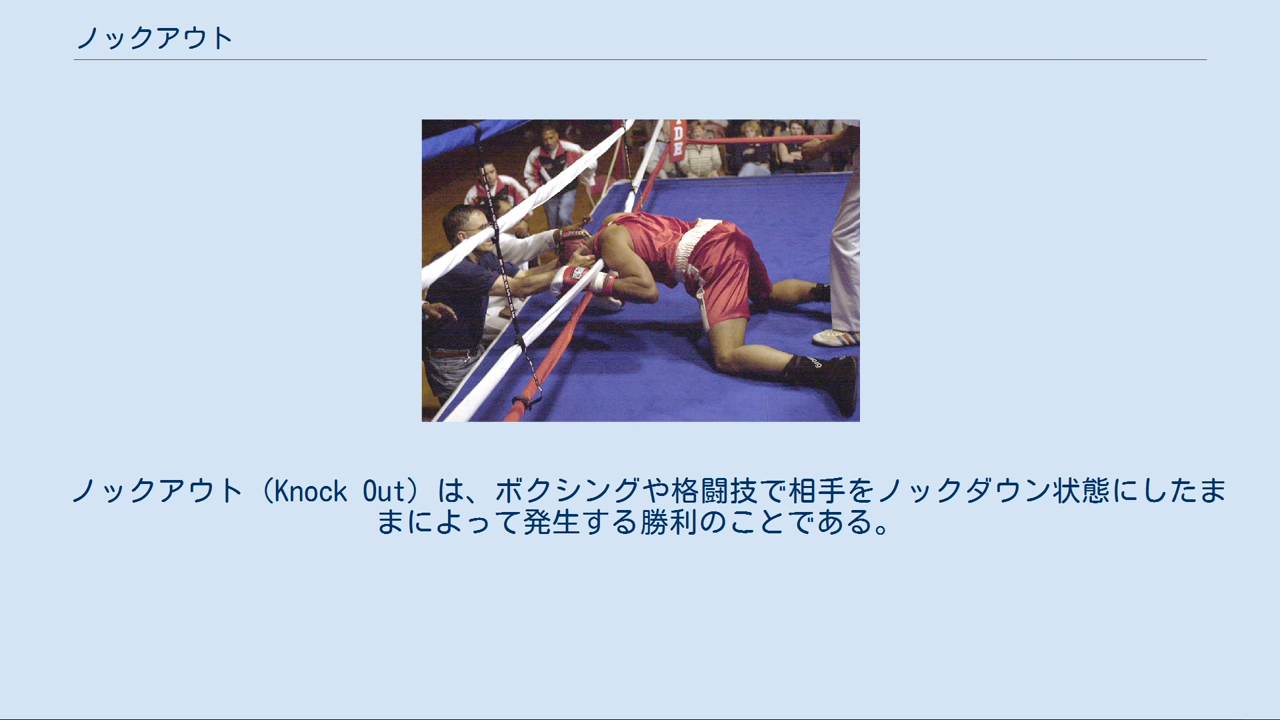 ノックアウト
DE
ノックアウト（Knock Out）は、ボクシングや格闘技で相手をノックダウン状態にしたま
まによって発生する勝利のことである。